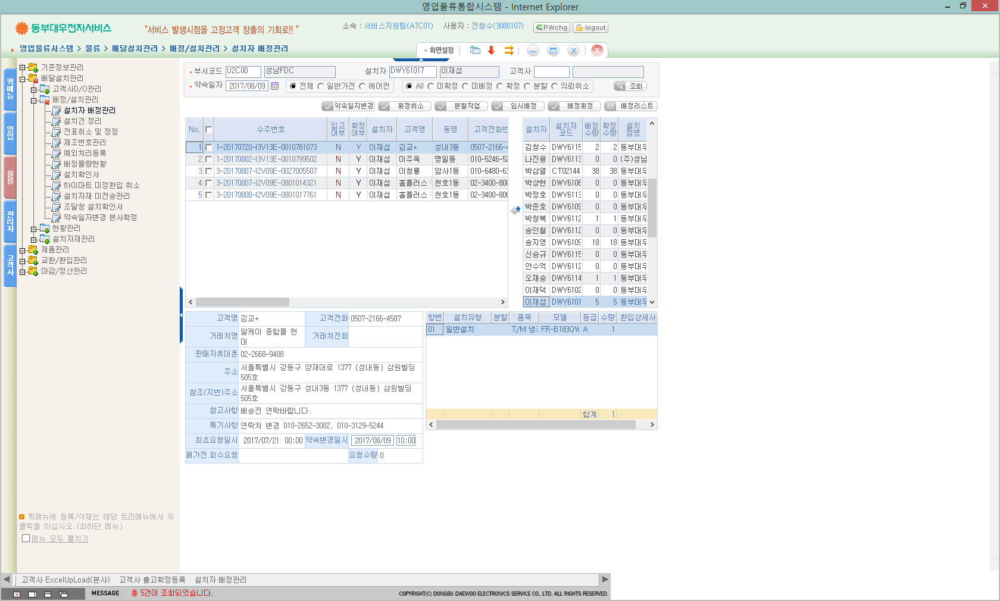 영업물류통합시스템 - Internet Explorer
동부대우전자서비스
"서비스 발생시점을 고정고객 창출의 기회로!! "
소속 : 서비스지원팀(A7C01) 사용자 : 전창수(3080107)
PWchg
logout
영업물류시스템 > 물류 > 배달설치관리 > 배정/설치관리 > 설치자 배정관리
화면설정
퀵메뉴
영업
물류
관리자
고객사
기준정보관리
배달설치관리
고객사D/O관리
배정/설치관리
설치자 배정관리
설치건 정리
전표취소 및 정정
제조번호관리
예외처리등록
배정물량현황
설치확인서
하이마트 미정환입 취소
설치자재 미전송관리
조달청 설치확인서
약속일자변경 본사확정
현황관리
설치자재관리
제품관리
교환/환입관리
마감/정산관리
퀵메뉴에 등록/삭제는 해당 트리메뉴에서 우
클릭을 하십시오.(최하단 메뉴)
메뉴 모두 펼치기
부서코드 U2C00 성남FDC 설치자 DWY61017 이재섭 고객사
약속일자 2017/08/09 전체 일반가전 에어컨 All 미확정 미배정 확정 분할 의뢰취소 조회
약속일자변경 확정취소 분할작업 임시배정 배정확정 배정리스트
No. 수주번호 입고여부 확정여부 설치자 고객명 동명 고객전화번
1 1-20170720-I3V13E-0010781073 N Y 이재섭 김교* 성내3동 0507-2166-4
2 1-20170802-I3V13E-0010799502 N Y 이재섭 이주옥 명일동 010-5246-52
3 3-20170807-I2V09E-0027005507 N Y 이재섭 이청룡 암사1동 010-6480-63
4 3-20170807-I2V09E-0801014321 N Y 이재섭 홈플러스 천호1동 02-3400-800
5 3-20170808-I2V09E-0801017761 N Y 이재섭 홈플러스 천호1동 02-3400-800
설치자 설치자코드 배정수량 확정수량 설치점명
김창수 DWY6115 2 2 동부대우
나진용 DWY6113 0 0 (주)성남
박삼열 CT02144 38 38 동부대우
박상현 DWY6106 0 0 동부대우
박정호 DWY6113 0 0 동부대우
박준호 DWY6109 0 0 동부대우
박창복 DWY6112 1 1 동부대우
송인철 DWY6112 0 0 동부대우
송지영 DWY6109 18 18 동부대우
신승규 DWY6115 0 0 동부대우
안수억 DWY6112 0 0 동부대우
오재승 DWY6114 1 1 동부대우
이재덕 DWY6102 0 0 동부대우
이재섭 DWY6101 5 5 동부대우
고객명 김교* 고객전화 0507-2166-4587
거래처명 알케이 종합몰 현대 거래처전화
판매자휴대폰 02-2668-9488
주소 서울특별시 강동구 양재대로 1377 (성내동) 삼원빌딩
505호
참조(지번)주소 서울특별시 강동구 성내3동 1377 (성내동) 삼원빌딩
505호
참고사항 배송전 연락바랍니다.
특기사항 연락처 변경 010-2652-3082, 010-3129-5244
최초요청일시 2017/07/21 00:00 약속변경일시 2017/08/09 10:00
폐가전 회수요청 요청수량 0
항번 설치유형 분할 품목 모델 등급 수량 환입상세사
01 일반설치 T/M 냉 FR-B183QW A 1
합계 1
고객사 ExcelUpLoad(본사) 고객사 출고확정등록 설치자 배정관리
MESSAGE 총 5건이 조회되었습니다.
COPYRIGHT(C) DONGBU DAEWOO ELECTRONICS SERVICE CO., LTD. ALL RIGHTS RESERVED.